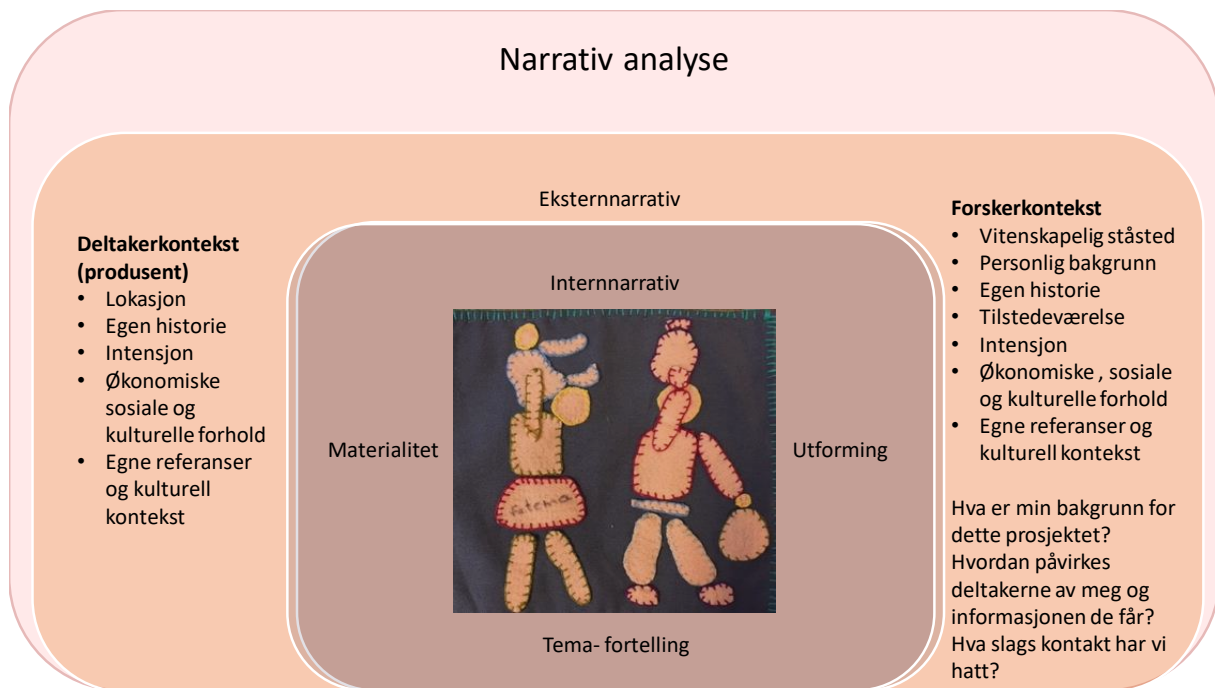 Narrativ analyse
Eksternnarrativ
Deltakerkontekst
(produsent)
• Lokasjon
• Egen historie
• Intensjon
• Økonomiske
sosiale og
kulturelle forhold
• Egne referanser
og kulturell
kontekst
Internnarrativ
Materialitet
fatema
Utforming
Tema- fortelling
Forskerkontekst
• Vitenskapelig ståsted
• Personlig bakgrunn
• Egen historie
• Tilstedeværelse
• Intensjon
• Økonomiske , sosiale
og kulturelle forhold
• Egne referanser og
kulturell kontekst
Hva er min bakgrunn for
dette prosjektet?
Hvordan påvirkes
deltakerne av meg og
informasjonen de får?
Hva slags kontakt har vi
hatt?